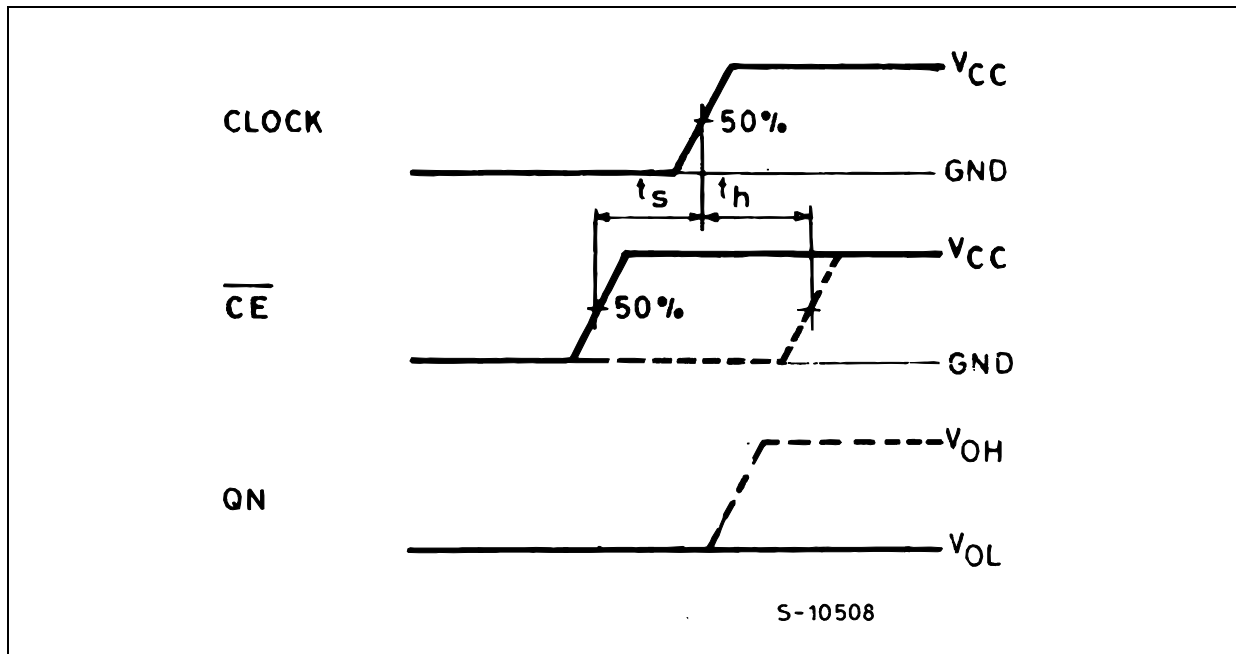 CLOCK
VCC
50%
GND
ts
th
CE
VCC
50%
GND
QN
VOH
VOL
S-10508